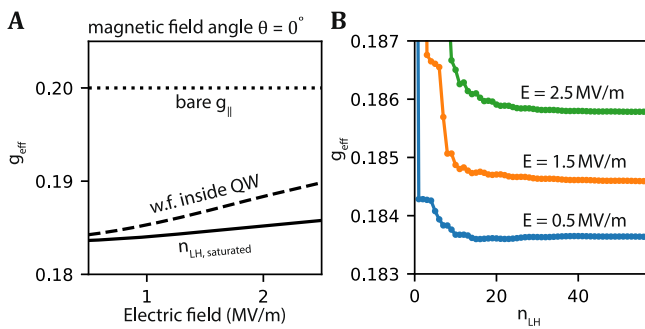 A
magnetic field angle θ = 0°
g_eff
0.20
0.19
0.18
bare g_||
w.f. inside QW
n_LH, saturated
1
2
Electric field (MV/m)
B
g_eff
0.187
0.186
0.185
0.184
0.183
E = 2.5 MV/m
E = 1.5 MV/m
E = 0.5 MV/m
0
20
40
n_LH